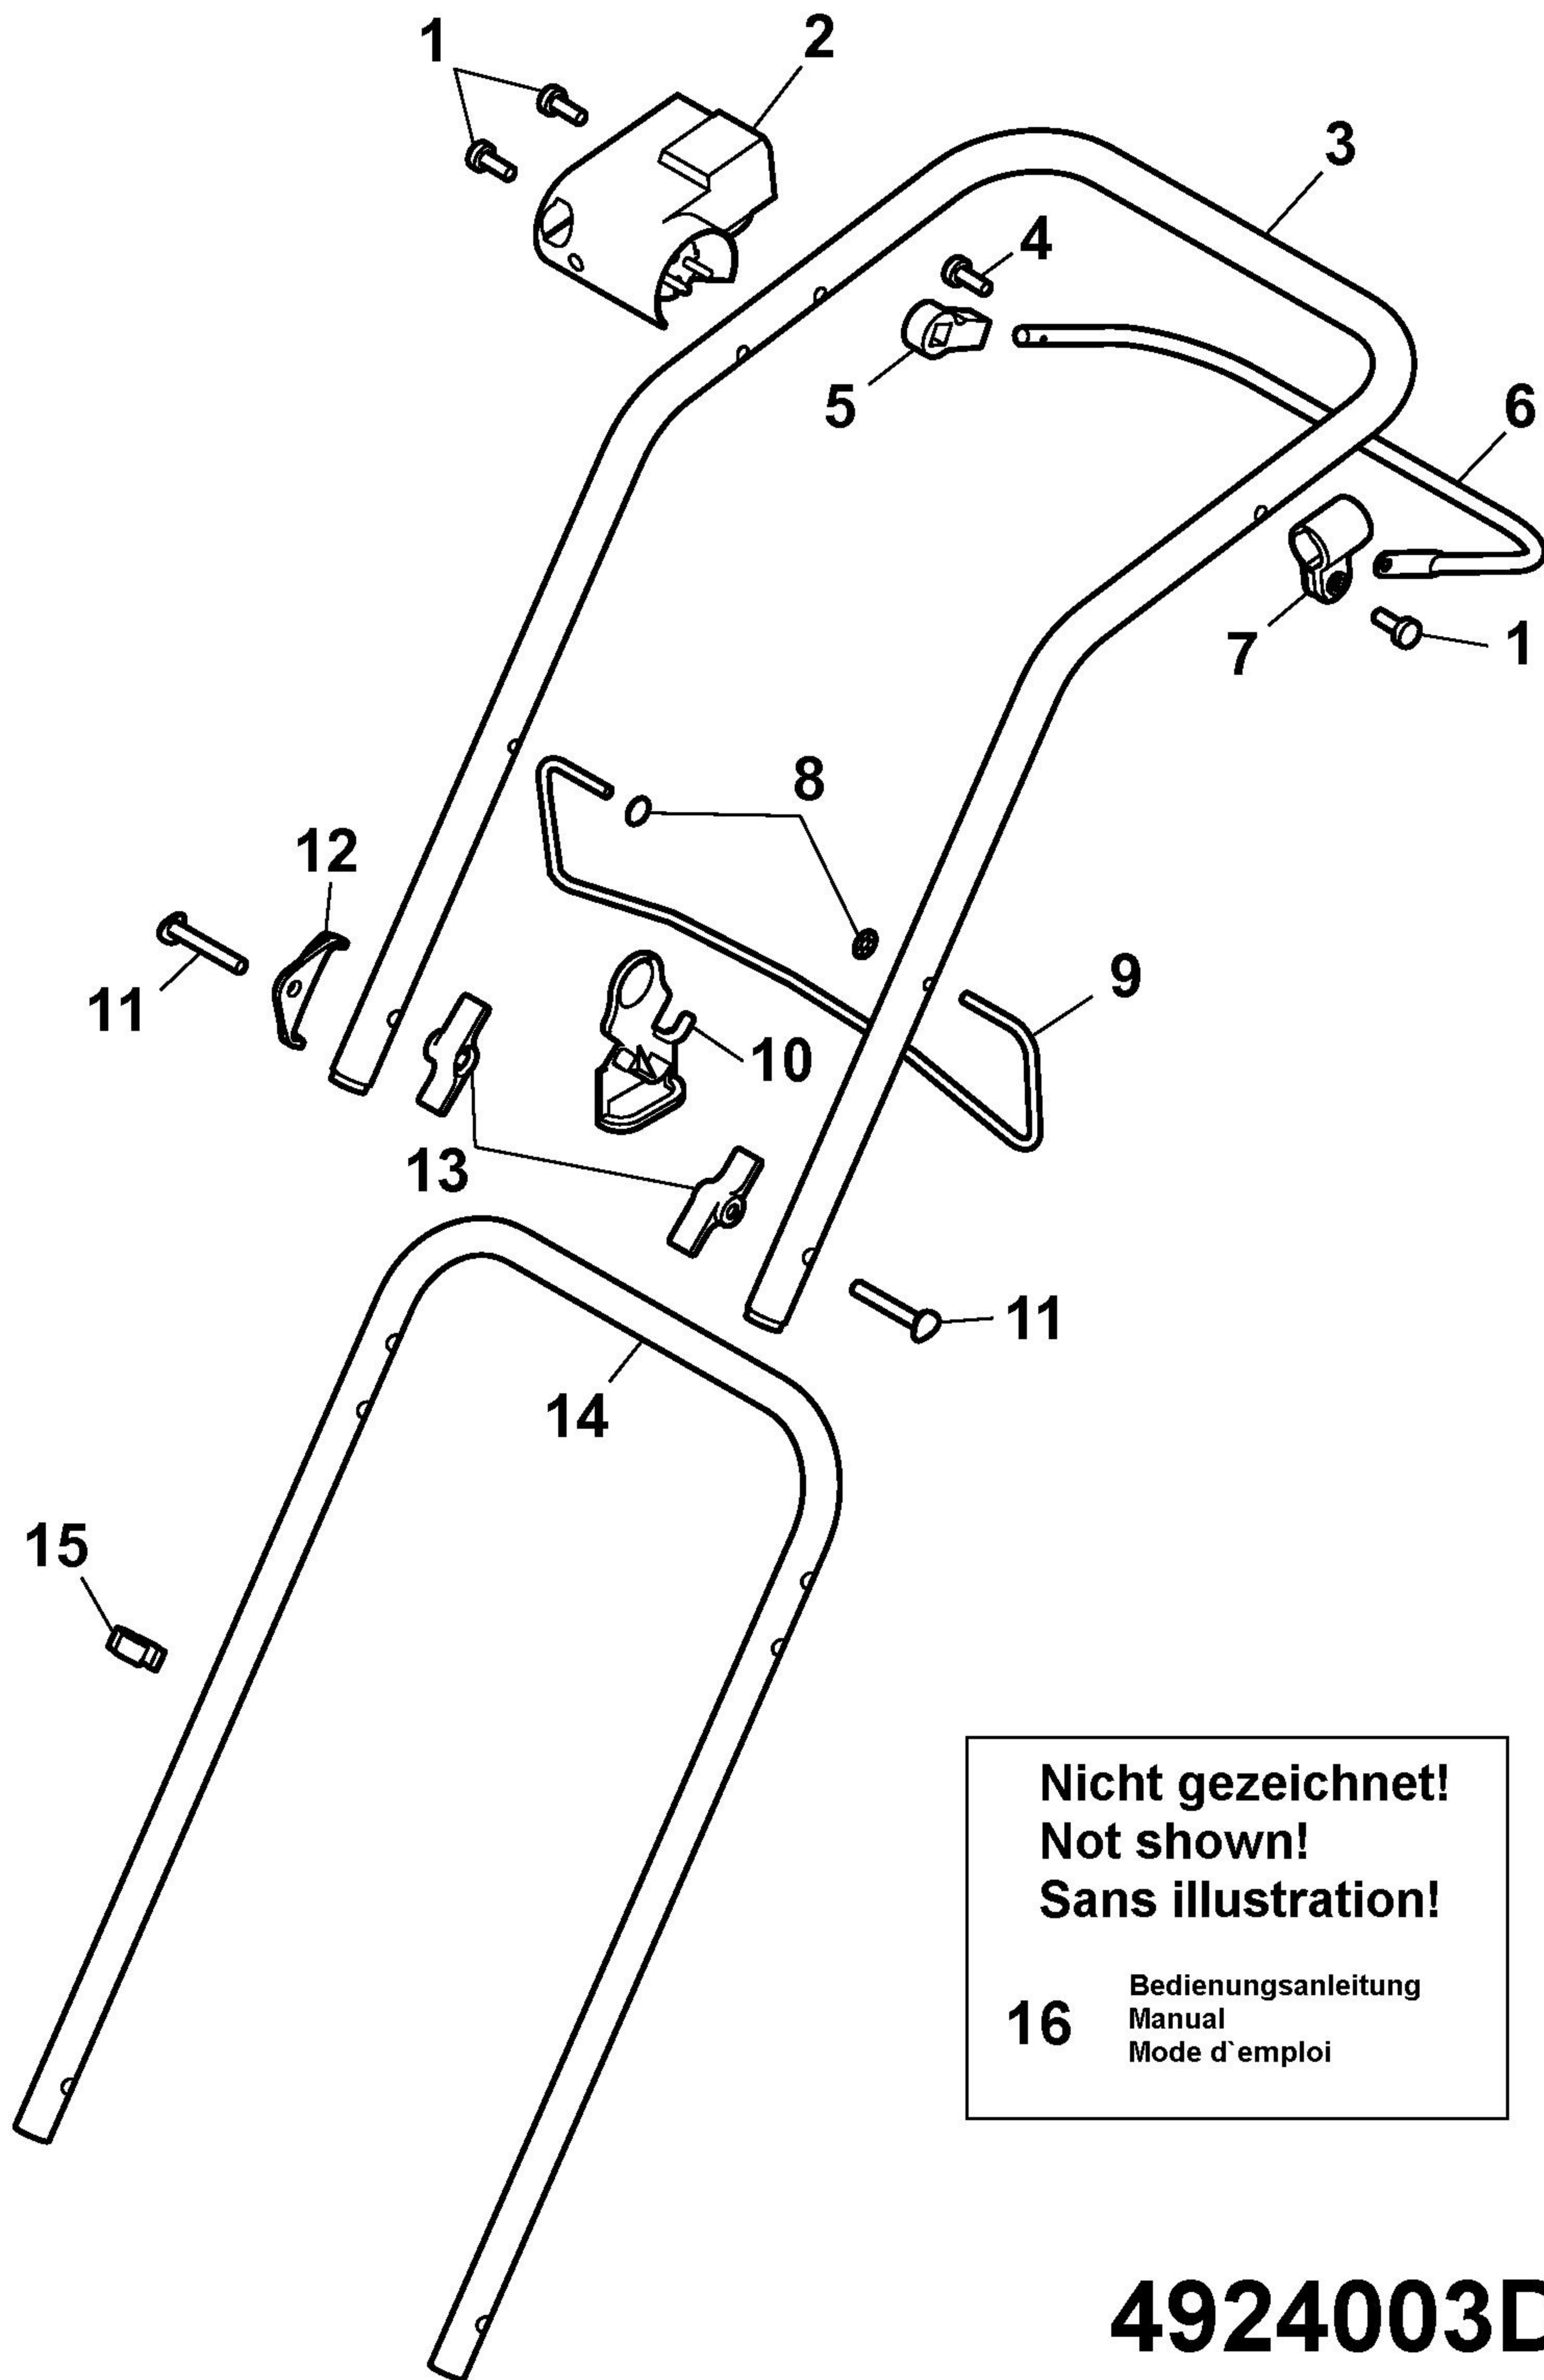 1
2
3
4
5
6
7
1
8
12
9
11
10
13
11
14
15
Nicht gezeichnet!
Not shown!
Sans illustration!
16
Bedienungsanleitung
Manual
Mode d`emploi
4924003D